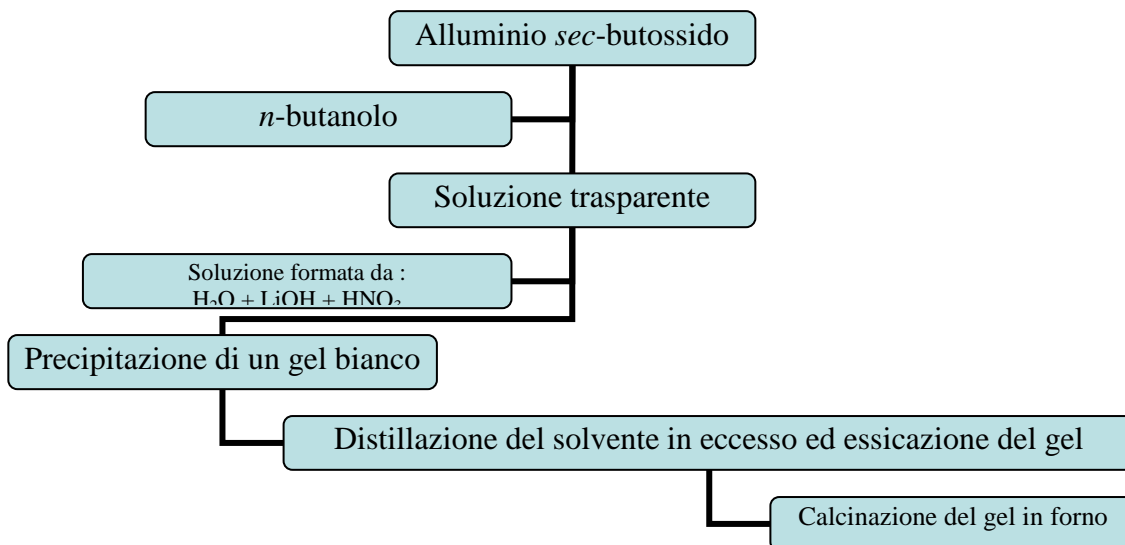 Alluminio sec-butossido
n-butanolo
Soluzione trasparente
Soluzione formata da :
H₂O + LiOH + HNO₃
Precipitazione di un gel bianco
Distillazione del solvente in eccesso ed essicazione del gel
Calcinazione del gel in forno